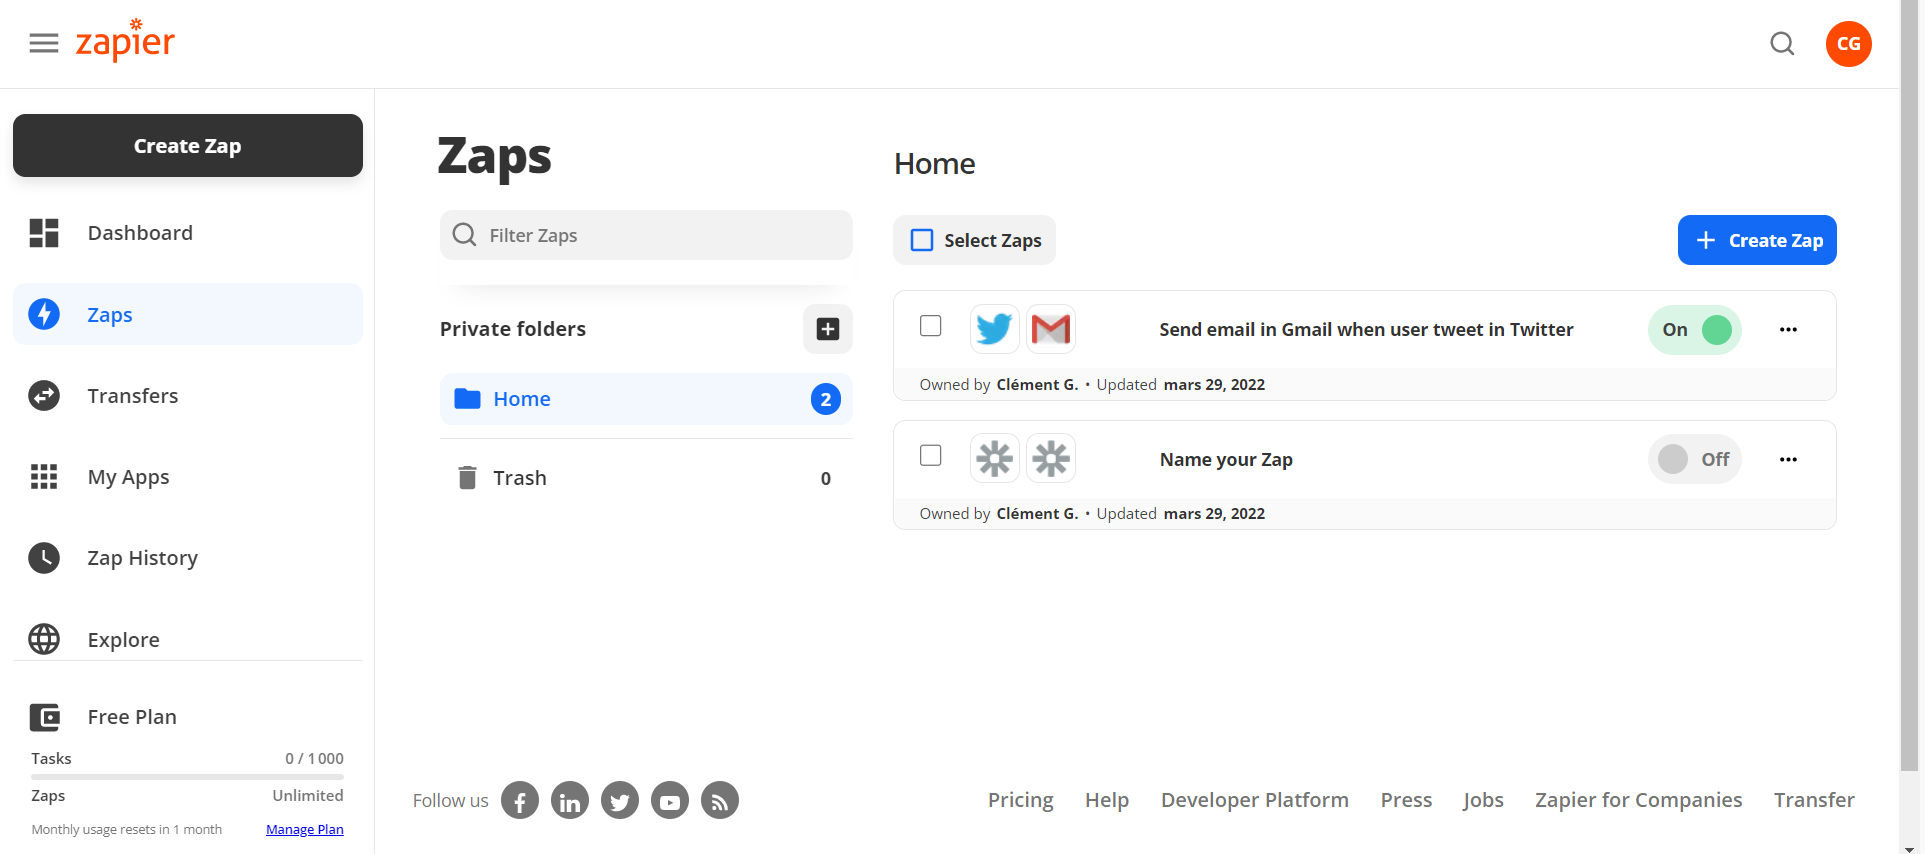 zapier
CG
Create Zap
Dashboard
Zaps
Transfers
My Apps
Zap History
Explore
Free Plan
Tasks 0 / 1 000
Zaps Unlimited
Monthly usage resets in 1 month Manage Plan
Zaps
Filter Zaps
Private folders
Home 2
Trash 0
Home
Select Zaps
Create Zap
Send email in Gmail when user tweet in Twitter On
Owned by Clément G. • Updated mars 29, 2022
Name your Zap Off
Owned by Clément G. • Updated mars 29, 2022
Follow us
Pricing Help Developer Platform Press Jobs Zapier for Companies Transfer